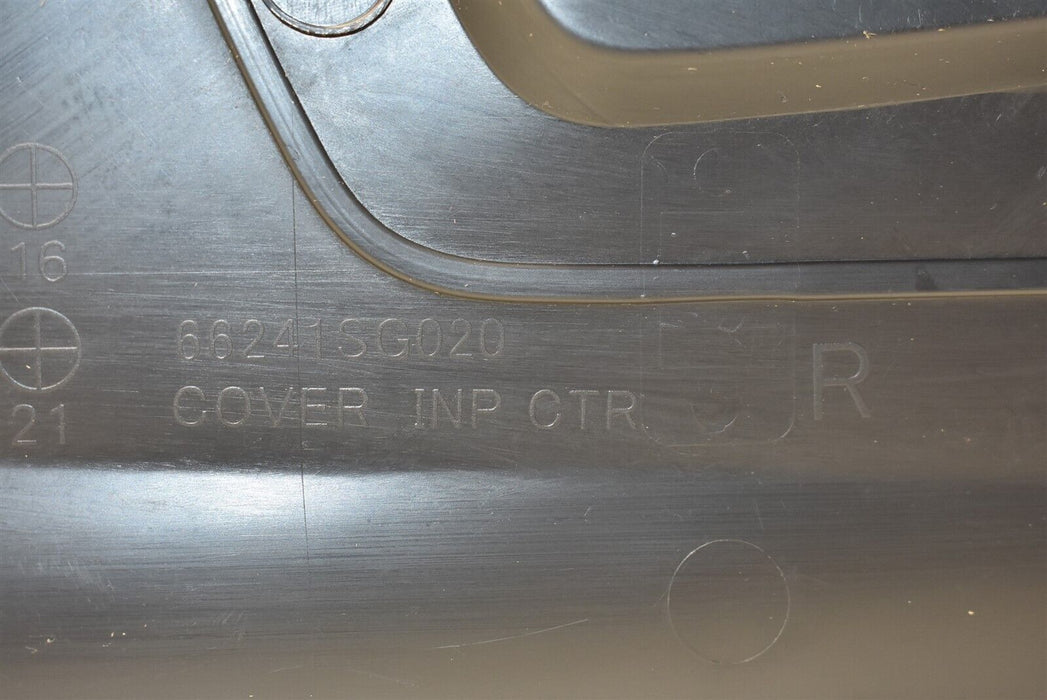 16
66241SG020
21
COVER INP CTR R